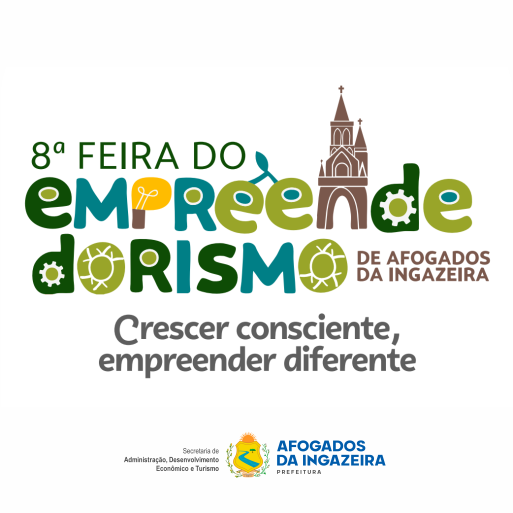 8ª FEIRA DO
emPReeNde
dORISMO
DE AFOGADOS
DA INGAZEIRA
Crescer consciente,
empreender diferente
Secretaria de
Administração, Desenvolvimento
Econômico e Turismo
AFOGADOS
DA INGAZEIRA
PREFEITURA